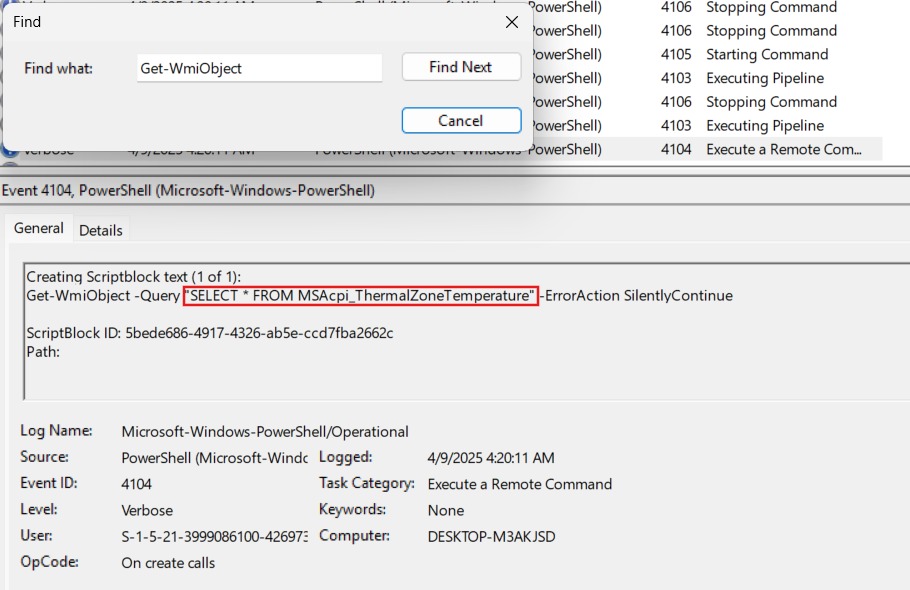 Find
Find what: Get-WmiObject Find Next
Cancel
PowerShell) 4106 Stopping Command
PowerShell) 4106 Stopping Command
PowerShell) 4105 Starting Command
PowerShell) 4103 Executing Pipeline
PowerShell) 4106 Stopping Command
PowerShell) 4103 Executing Pipeline
Verbose 4/9/2025 4:20:11 AM PowerShell (Microsoft-Windows-PowerShell) 4104 Execute a Remote Com...
Event 4104, PowerShell (Microsoft-Windows-PowerShell)
General Details
Creating Scriptblock text (1 of 1):
Get-WmiObject -Query "SELECT * FROM MSAcpi_ThermalZoneTemperature" -ErrorAction SilentlyContinue
ScriptBlock ID: 5bede686-4917-4326-ab5e-ccd7fba2662c
Path:
Log Name: Microsoft-Windows-PowerShell/Operational
Source: PowerShell (Microsoft-Windo Logged: 4/9/2025 4:20:11 AM
Event ID: 4104 Task Category: Execute a Remote Command
Level: Verbose Keywords: None
User: S-1-5-21-3999086100-426973 Computer: DESKTOP-M3AKJSD
OpCode: On create calls